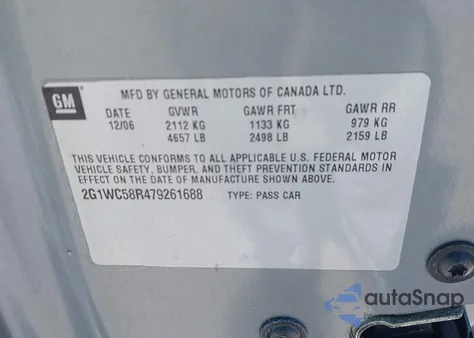 GM
MFD BY GENERAL MOTORS OF CANADA LTD.
DATE GVWR GAWR FRT GAWR RR
12/06 2112 KG 1133 KG 979 KG
4657 LB 2498 LB 2159 LB
THIS VEHICLE CONFORMS TO ALL APPLICABLE U.S. FEDERAL MOTOR
VEHICLE SAFETY, BUMPER, AND THEFT PREVENTION STANDARDS IN
EFFECT ON THE DATE OF MANUFACTURE SHOWN ABOVE.
2G1WC58R479261688 TYPE: PASS CAR
autoSnap